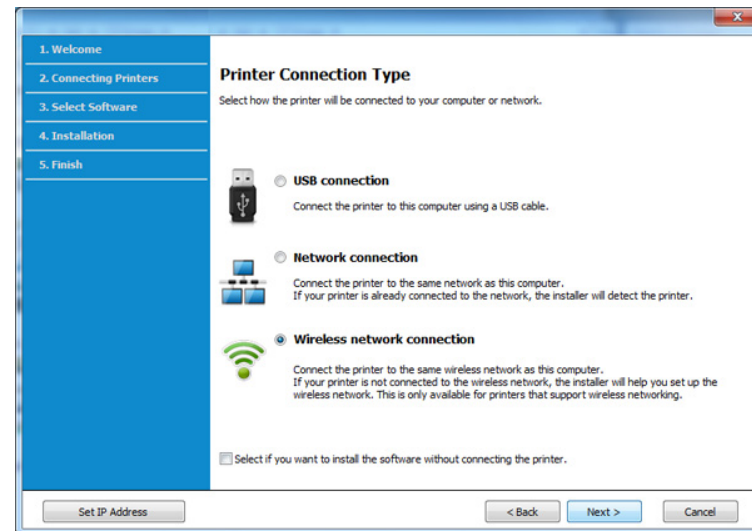 1. Welcome
2. Connecting Printers
3. Select Software
4. Installation
5. Finish
Printer Connection Type
Select how the printer will be connected to your computer or network.
USB connection
Connect the printer to this computer using a USB cable.
Network connection
Connect the printer to the same network as this computer.
If your printer is already connected to the network, the installer will detect the printer.
Wireless network connection
Connect the printer to the same wireless network as this computer.
If your printer is not connected to the wireless network, the installer will help you set up the
wireless network. This is only available for printers that support wireless networking.
Select if you want to install the software without connecting the printer.
Set IP Address
< Back
Next >
Cancel